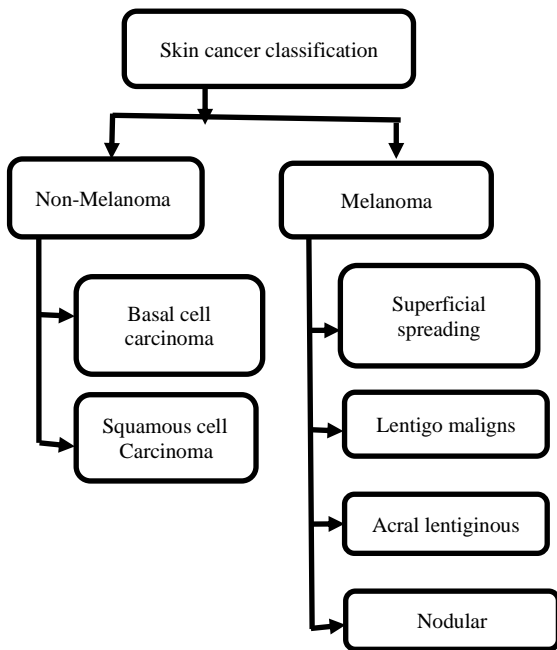 Skin cancer classification
Non-Melanoma
Melanoma
Basal cell
carcinoma
Squamous cell
Carcinoma
Superficial
spreading
Lentigo maligns
Acral lentiginous
Nodular